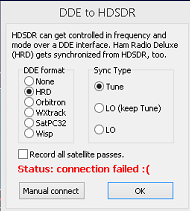 DDE to HDSDR
HDSDR can get controlled in frequency and
mode over a DDE interface. Ham Radio Deluxe
(HRD) gets synchronized from HDSDR, too.
DDE format
None
HRD
Orbitron
WXtrack
SatPC32
Wisp
Sync Type
Tune
LO (keep Tune)
LO
Record all satellite passes.
Status: connection failed :(
Manual connect
OK